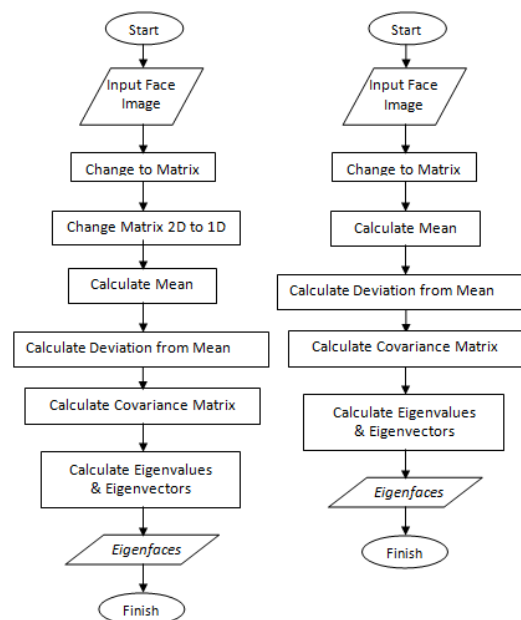 Start
Input Face
Image
Change to Matrix
Change Matrix 2D to 1D
Calculate Mean
Calculate Deviation from Mean
Calculate Covariance Matrix
Calculate Eigenvalues
& Eigenvectors
Eigenfaces
Finish
Start
Input Face
Image
Change to Matrix
Calculate Mean
Calculate Deviation from Mean
Calculate Covariance Matrix
Calculate Eigenvalues
& Eigenvectors
Eigenfaces
Finish